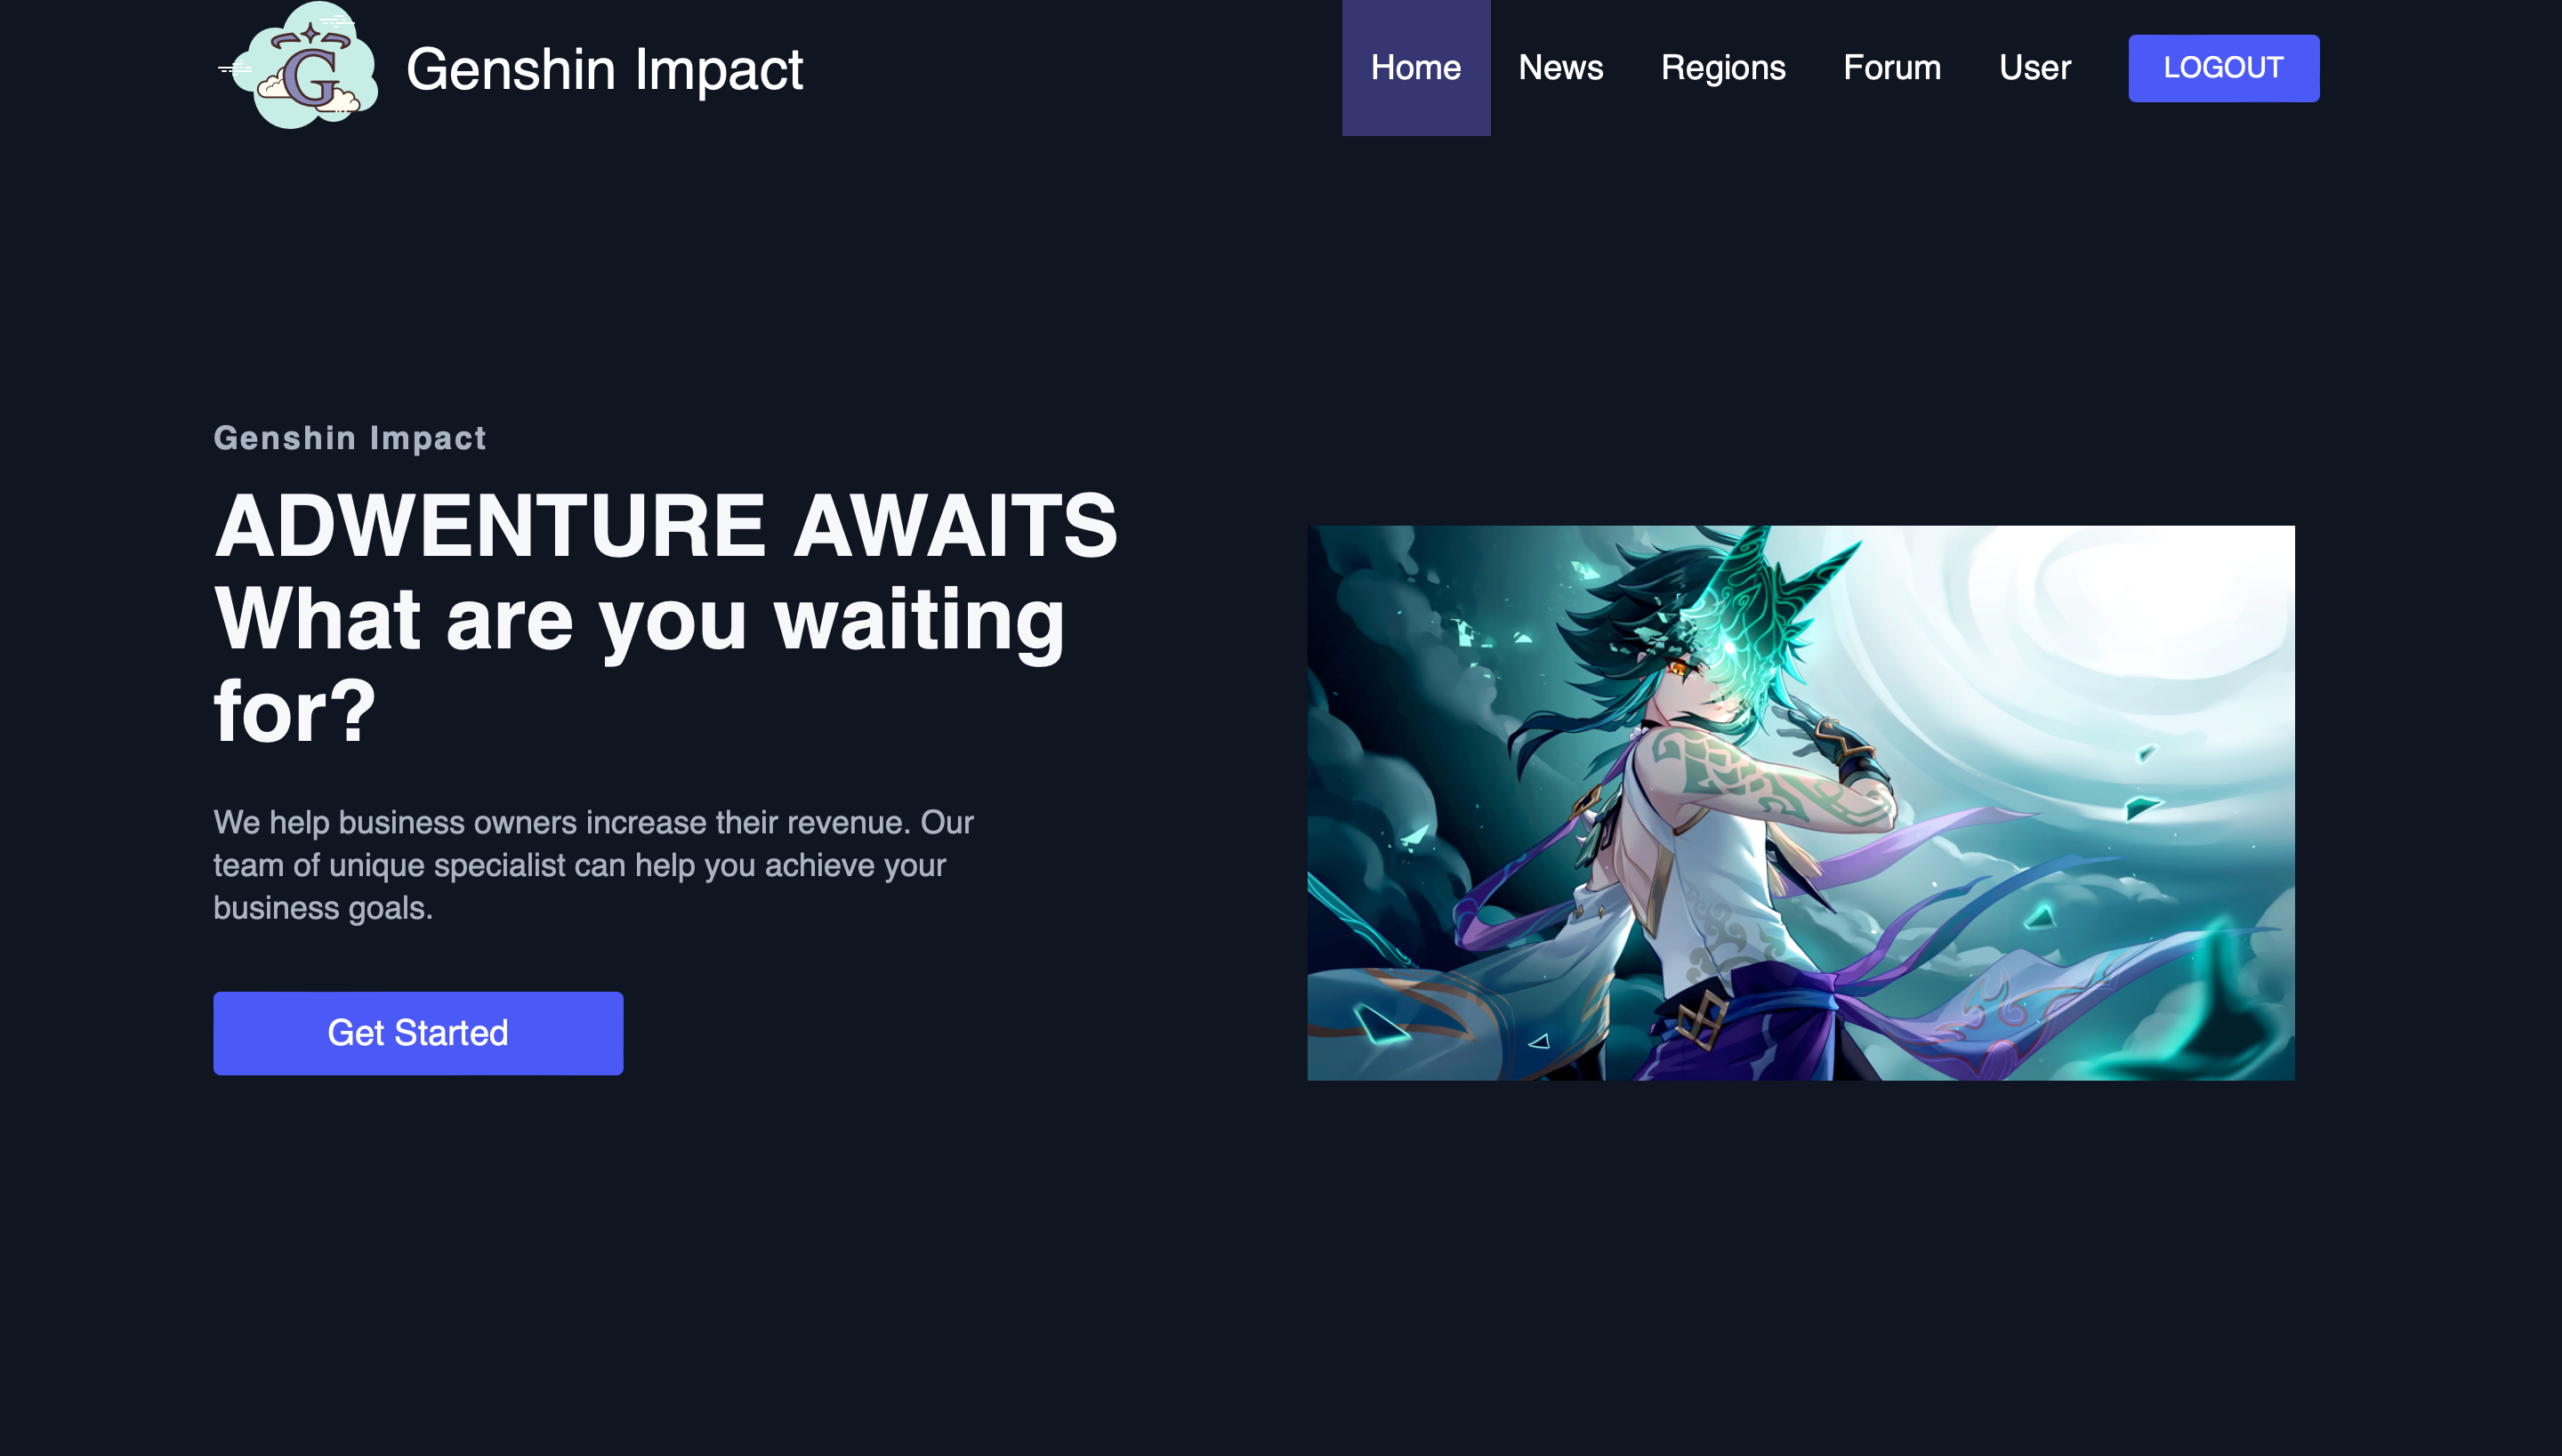 G
Genshin Impact
Home
News
Regions
Forum
User
LOGOUT
Genshin Impact
ADWENTURE AWAITS
What are you waiting
for?
We help business owners increase their revenue. Our
team of unique specialist can help you achieve your
business goals.
Get Started